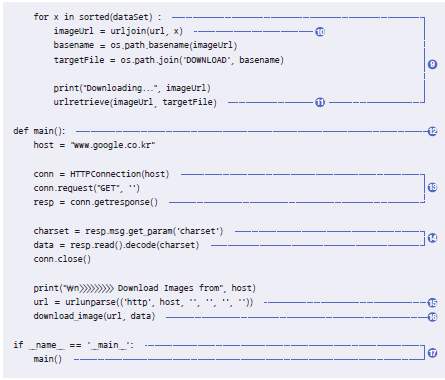 for x in sorted(dataSet) :
imageUrl = urljoin(url, x) 10
basename = os.path.basename(imageUrl)
targetFile = os.path.join('DOWNLOAD', basename)
9
print("Downloading...", imageUrl)
urlretrieve(imageUrl, targetFile) 11
def main(): 12
host = "www.google.co.kr"
conn = HTTPConnection(host)
conn.request("GET", '') 13
resp = conn.getresponse()
charset = resp.msg.get_param('charset')
14
data = resp.read().decode(charset)
conn.close()
print("₩n>>>>>>>>> Download Images from", host)
url = urlunparse(('http', host, '', '', '', '')) 15
download_image(url, data) 16
if __name__ == '__main__':
17
main()